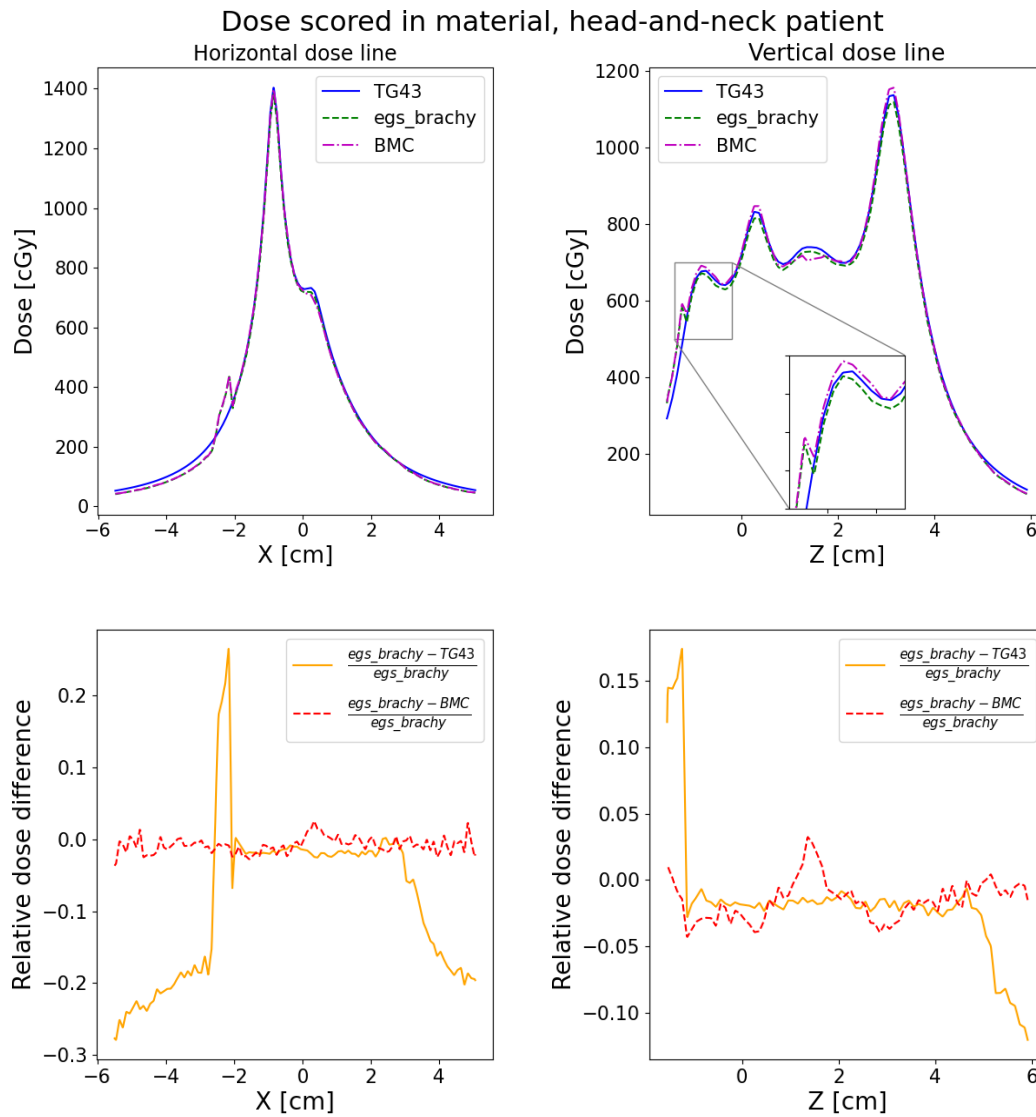 Dose scored in material, head-and-neck patient
Horizontal dose line
Vertical dose line
TG43
egs_brachy
BMC
TG43
egs_brachy
BMC
Dose [cGy]
1400
1200
1000
800
600
400
200
0
−6
−4
−2
0
2
4
6
X [cm]
Dose [cGy]
1200
1000
800
600
400
200
0
2
4
6
Z [cm]
egs_brachy − TG43
egs_brachy
egs_brachy − BMC
egs_brachy
Relative dose difference
0.2
0.1
0.0
−0.1
−0.2
−0.3
−6
−4
−2
0
2
4
6
X [cm]
egs_brachy − TG43
egs_brachy
egs_brachy − BMC
egs_brachy
Relative dose difference
0.15
0.10
0.05
0.00
−0.05
−0.10
0
2
4
6
Z [cm]